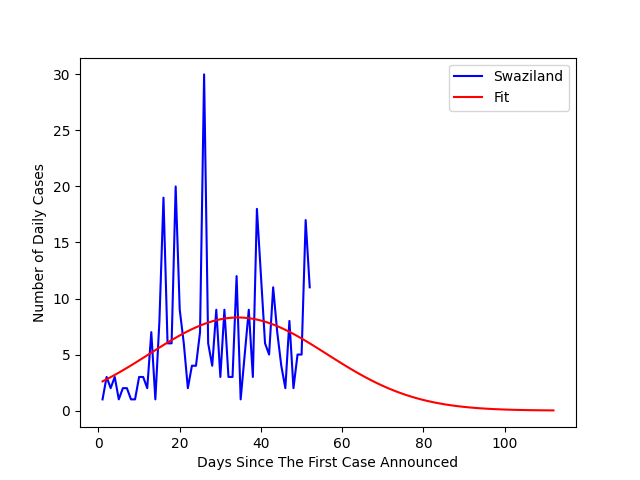 Swaziland
Fit
30
25
20
15
10
5
0
Number of Daily Cases
0 20 40 60 80 100
Days Since The First Case Announced